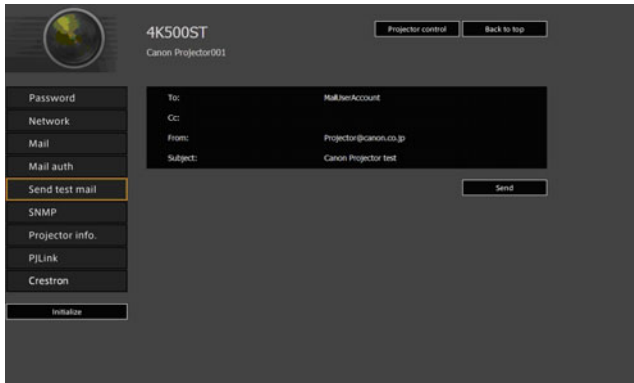 4K500ST
Projector control
Back to top
Canon Projector001
Password
Network
Mail
Mail auth
Send test mail
SNMP
Projector info.
PJLink
Crestron
Initialize
To: MailUserAccount
Cc:
From: Projector@canon.co.jp
Subject: Canon Projector test
Send